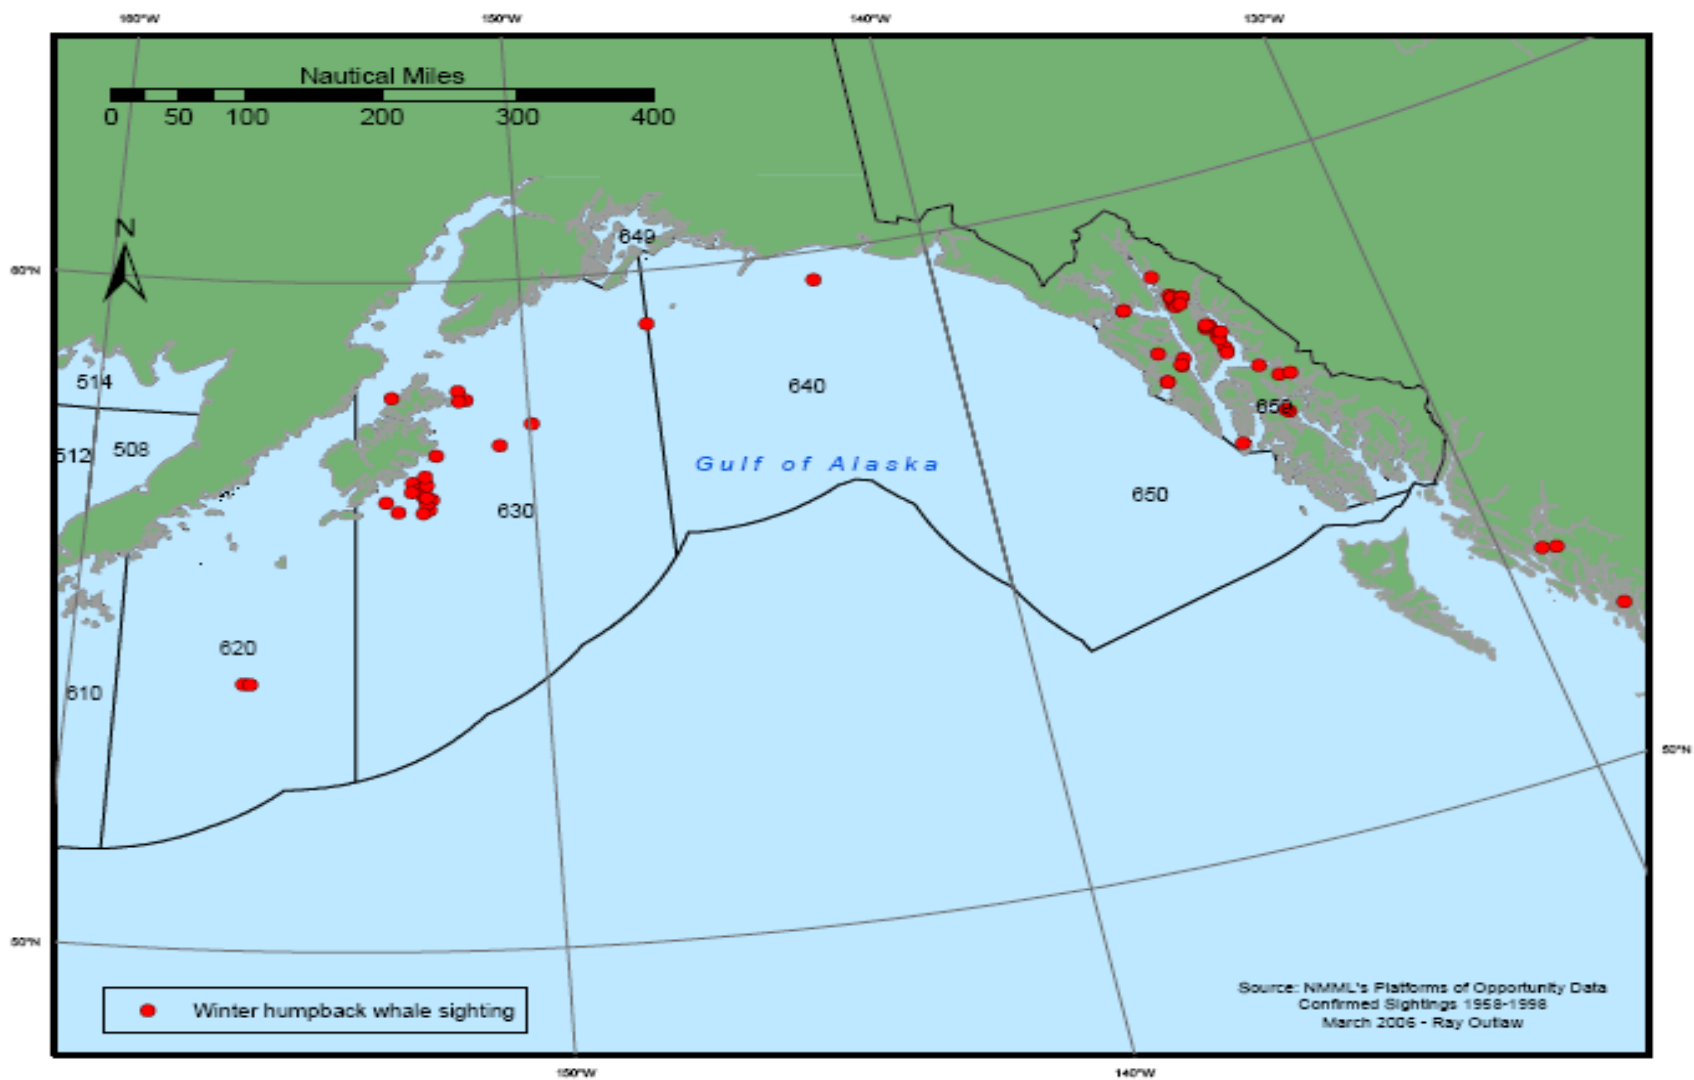 160°W 150°W 140°W 130°W
Nautical Miles
0 50 100 200 300 400
N
649
60°N
514
640
659
512 508
Gulf of Alaska
650
630
620
610
50°N
50°N
Winter humpback whale sighting
Source: NMML's Platforms of Opportunity Data
Confirmed Sightings 1958-1998
March 2006 - Ray Outlaw
150°W 140°W